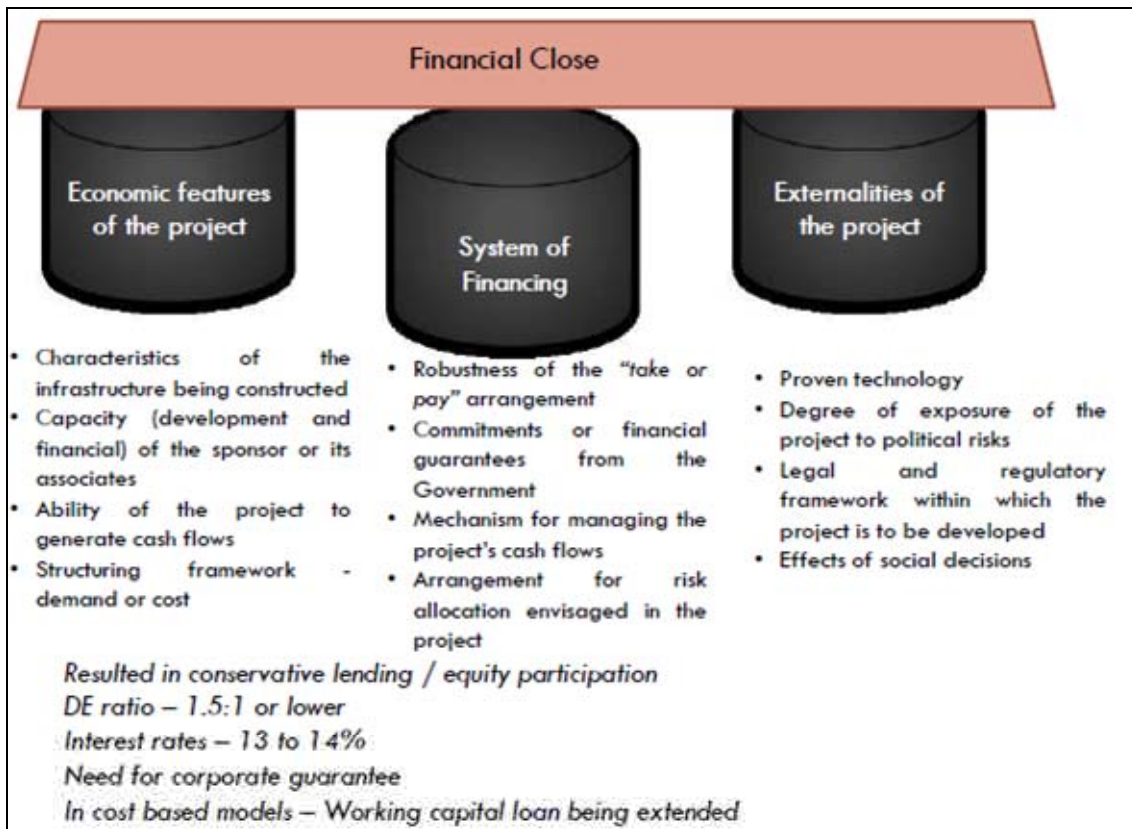 Financial Close
Economic features
of the project
System of
Financing
Externalities of
the project
• Characteristics of the
infrastructure being constructed
• Capacity (development and
financial) of the sponsor or its
associates
• Ability of the project to
generate cash flows
• Structuring framework -
demand or cost
• Robustness of the "take or
pay" arrangement
• Commitments or financial
guarantees from the
Government
• Mechanism for managing the
project's cash flows
• Arrangement for risk
allocation envisaged in the
project
• Proven technology
• Degree of exposure of the
project to political risks
• Legal and regulatory
framework within which the
project is to be developed
• Effects of social decisions
Resulted in conservative lending / equity participation
DE ratio – 1.5:1 or lower
Interest rates – 13 to 14%
Need for corporate guarantee
In cost based models – Working capital loan being extended